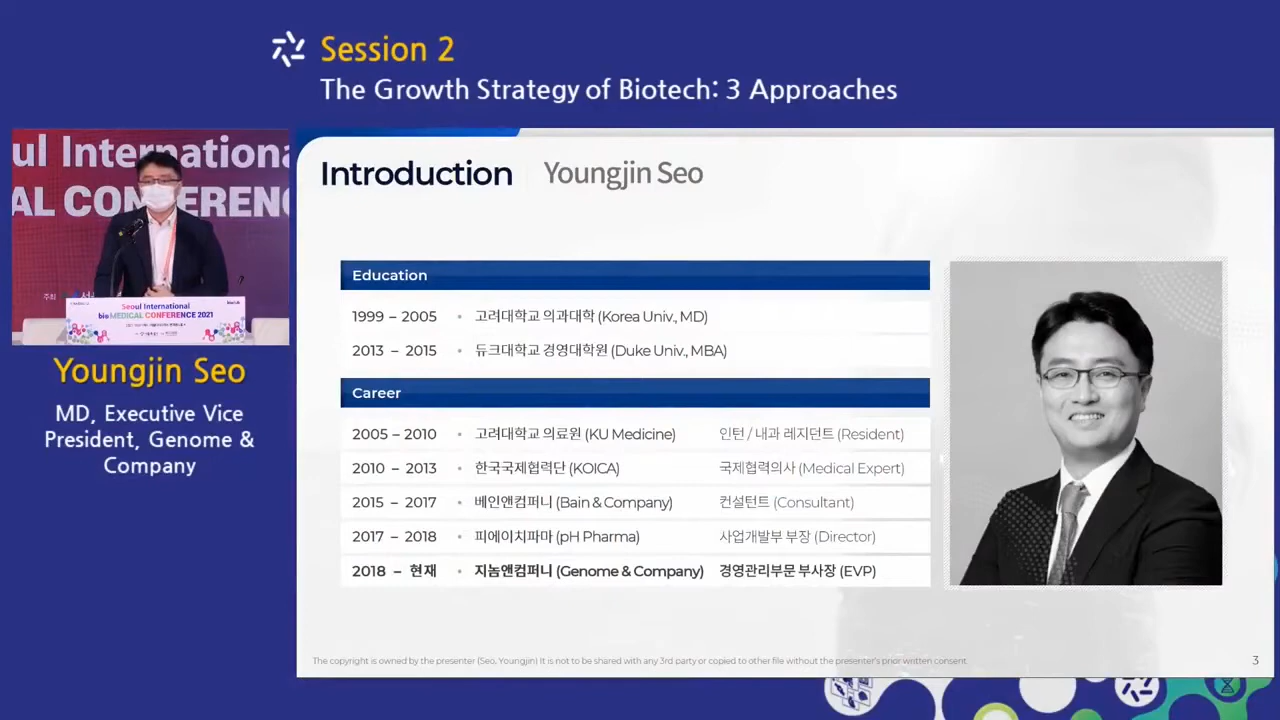 Session 2
The Growth Strategy of Biotech: 3 Approaches
ul Internationa
AL CONFERENC
주최
Seoul International
bio MEDICAL CONFERENCE 2021
Youngjin Seo
MD, Executive Vice
President, Genome &
Company
Introduction Youngjin Seo
Education
1999 – 2005 • 고려대학교 의과대학 (Korea Univ., MD)
2013 – 2015 • 듀크대학교 경영대학원 (Duke Univ., MBA)
Career
2005 – 2010 • 고려대학교 의료원 (KU Medicine) 인턴 / 내과 레지던트 (Resident)
2010 – 2013 • 한국국제협력단 (KOICA) 국제협력의사 (Medical Expert)
2015 – 2017 • 베인앤컴퍼니 (Bain & Company) 컨설턴트 (Consultant)
2017 – 2018 • 피에이치파마 (pH Pharma) 사업개발부 부장 (Director)
2018 – 현재 • 지놈앤컴퍼니 (Genome & Company) 경영관리부문 부사장 (EVP)
The copyright is owned by the presenter (Seo, Youngjin) It is not to be shared with any 3rd party or copied to other file without the presenter's prior written consent.
3